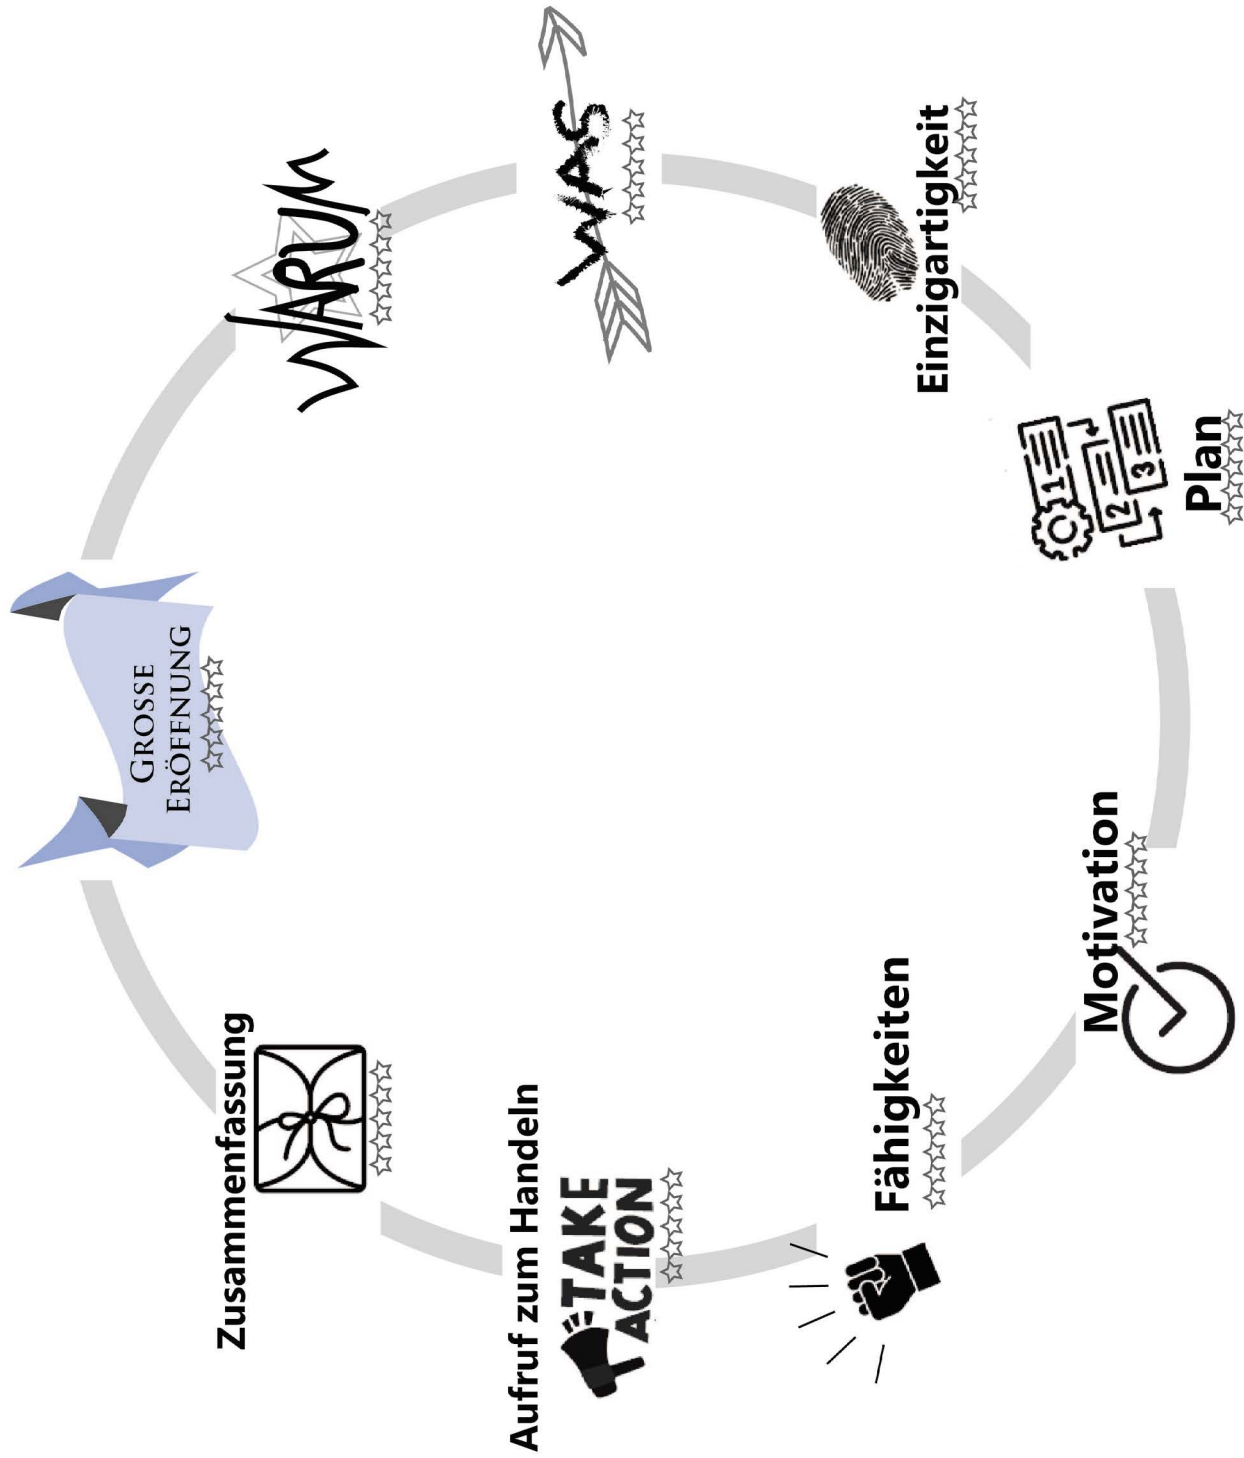 GROSSE
ERÖFFNUNG
WARUM
WAS
Einzigartigkeit
1
2
3
Plan
Motivation
Fähigkeiten
Aufruf zum Handeln
TAKE
ACTION
Zusammenfassung